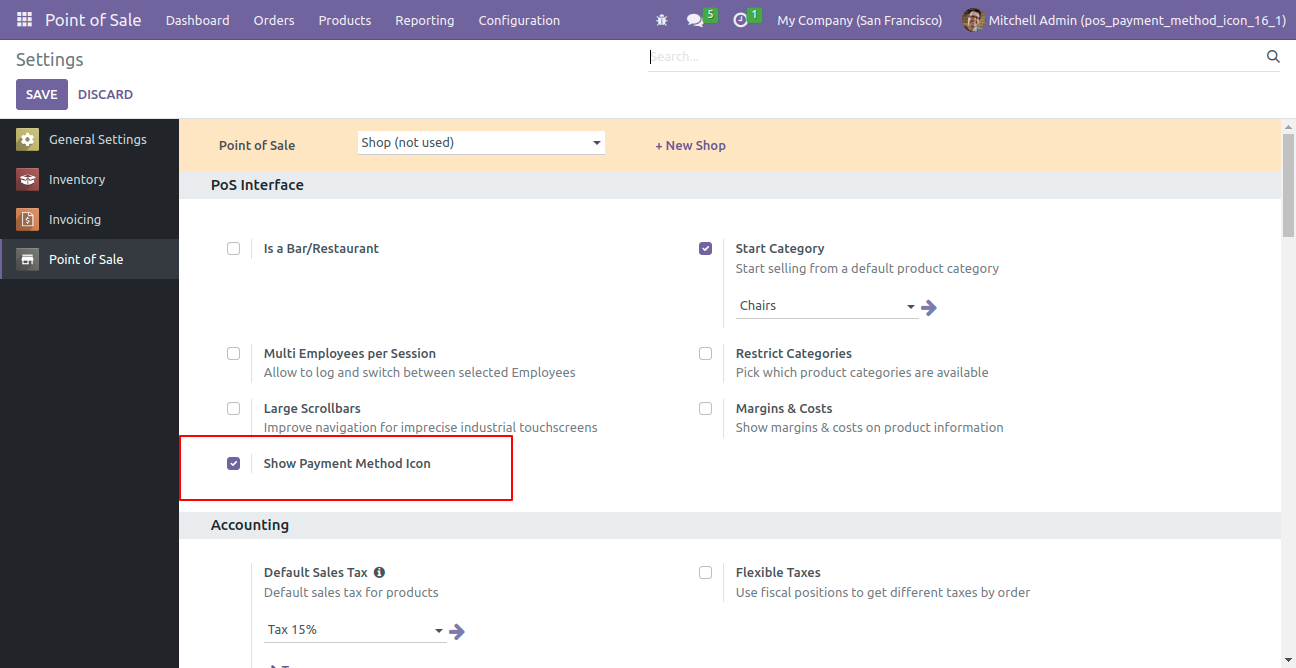 Point of Sale Dashboard Orders Products Reporting Configuration 5 1 My Company (San Francisco) Mitchell Admin (pos_payment_method_icon_16_1)
Settings
Search...
SAVE DISCARD
General Settings
Inventory
Invoicing
Point of Sale
Point of Sale Shop (not used) + New Shop
PoS Interface
Is a Bar/Restaurant
Start Category
Start selling from a default product category
Chairs
Multi Employees per Session
Allow to log and switch between selected Employees
Restrict Categories
Pick which product categories are available
Large Scrollbars
Improve navigation for imprecise industrial touchscreens
Margins & Costs
Show margins & costs on product information
Show Payment Method Icon
Accounting
Default Sales Tax
Default sales tax for products
Tax 15%
Flexible Taxes
Use fiscal positions to get different taxes by order